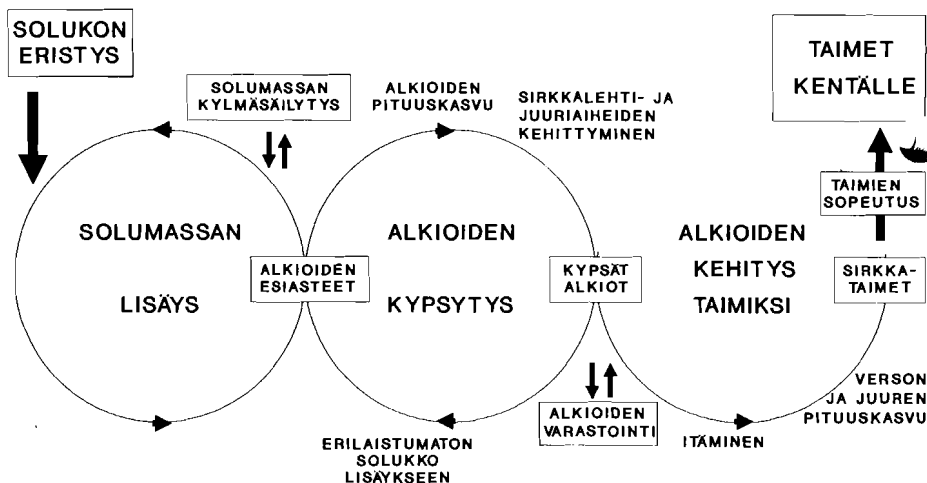 SOLUKON
ERISTYS
SOLUMASSAN
KYLMÄSÄILYTYS
ALKIOIDEN
PITUUSKASVU
SIRKKALEHTI- JA
JUURIAIHEIDEN
KEHITTYMINEN
TAIMET
KENTÄLLE
TAIMIEN
SOPEUTUS
SOLUMASSAN
LISÄYS
ALKIOIDEN
ESIASTEET
ALKIOIDEN
KYPSYTYS
KYPSÄT
ALKIOT
ALKIOIDEN
KEHITYS
TAIMIKSI
SIRKKA-
TAIMET
ERILAISTUMATON
SOLUKKO
LISÄYKSEEN
ALKIOIDEN
VARASTOINTI
ITÄMINEN
VERSON
JA JUUREN
PITUUSKASVU